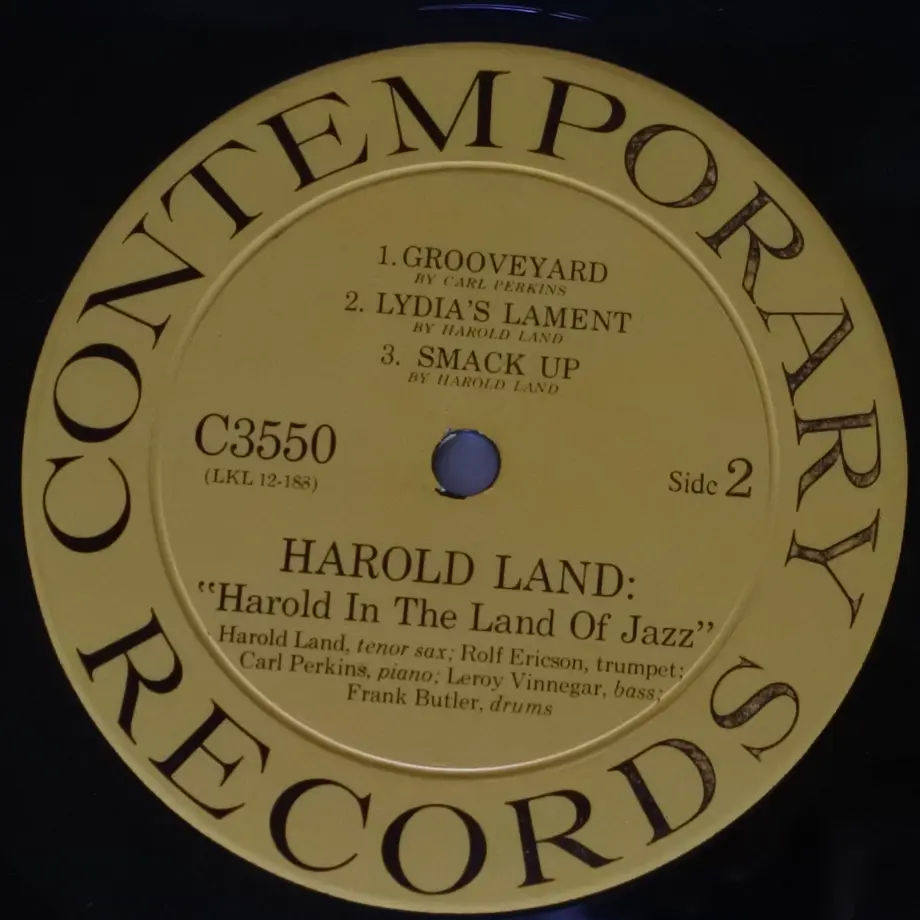 CONTEMPORARY
1. GROOVEYARD
BY CARL PERKINS
2. LYDIA'S LAMENT
BY HAROLD LAND
3. SMACK UP
BY HAROLD LAND
C3550
(LKL 12-188)
Side 2
HAROLD LAND:
"Harold In The Land Of Jazz"
Harold Land, tenor sax; Rolf Ericson, trumpet;
Carl Perkins, piano; Leroy Vinnegar, bass;
Frank Butler, drums
RECORDS